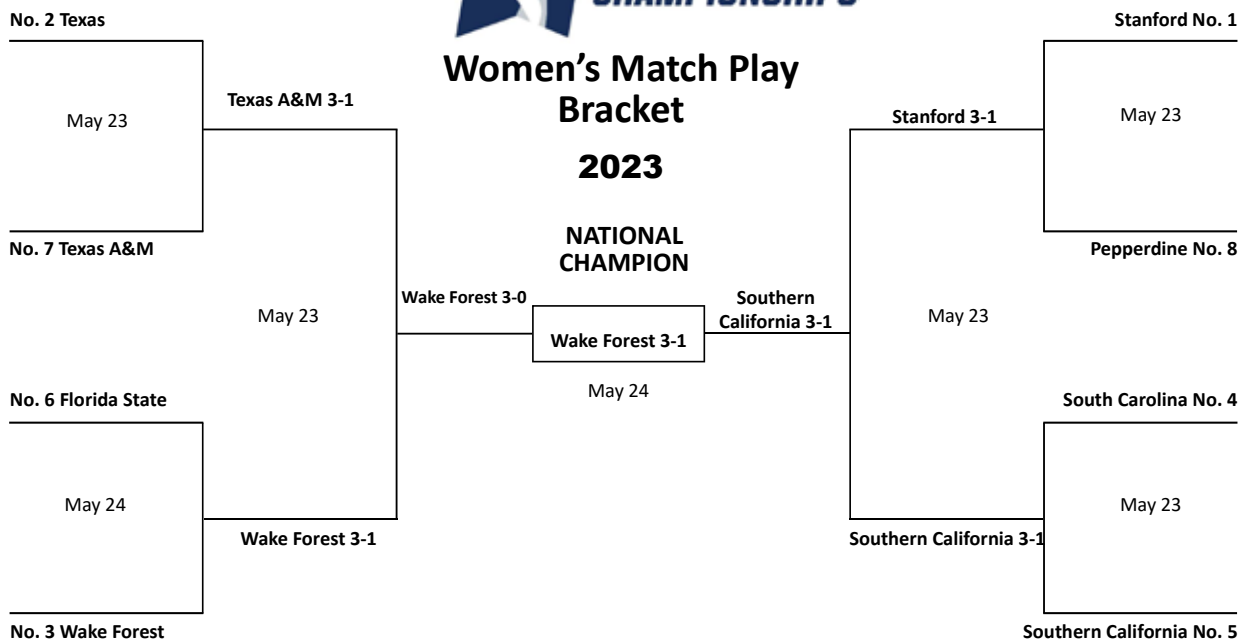 CHAMPIONSHIPS
No. 2 Texas
Stanford No. 1
Women's Match Play
Bracket
2023
Texas A&M 3-1
Stanford 3-1
May 23
May 23
No. 7 Texas A&M
Pepperdine No. 8
NATIONAL
CHAMPION
Wake Forest 3-0
Southern
California 3-1
May 23
May 23
Wake Forest 3-1
May 24
No. 6 Florida State
South Carolina No. 4
May 24
May 23
Wake Forest 3-1
Southern California 3-1
No. 3 Wake Forest
Southern California No. 5